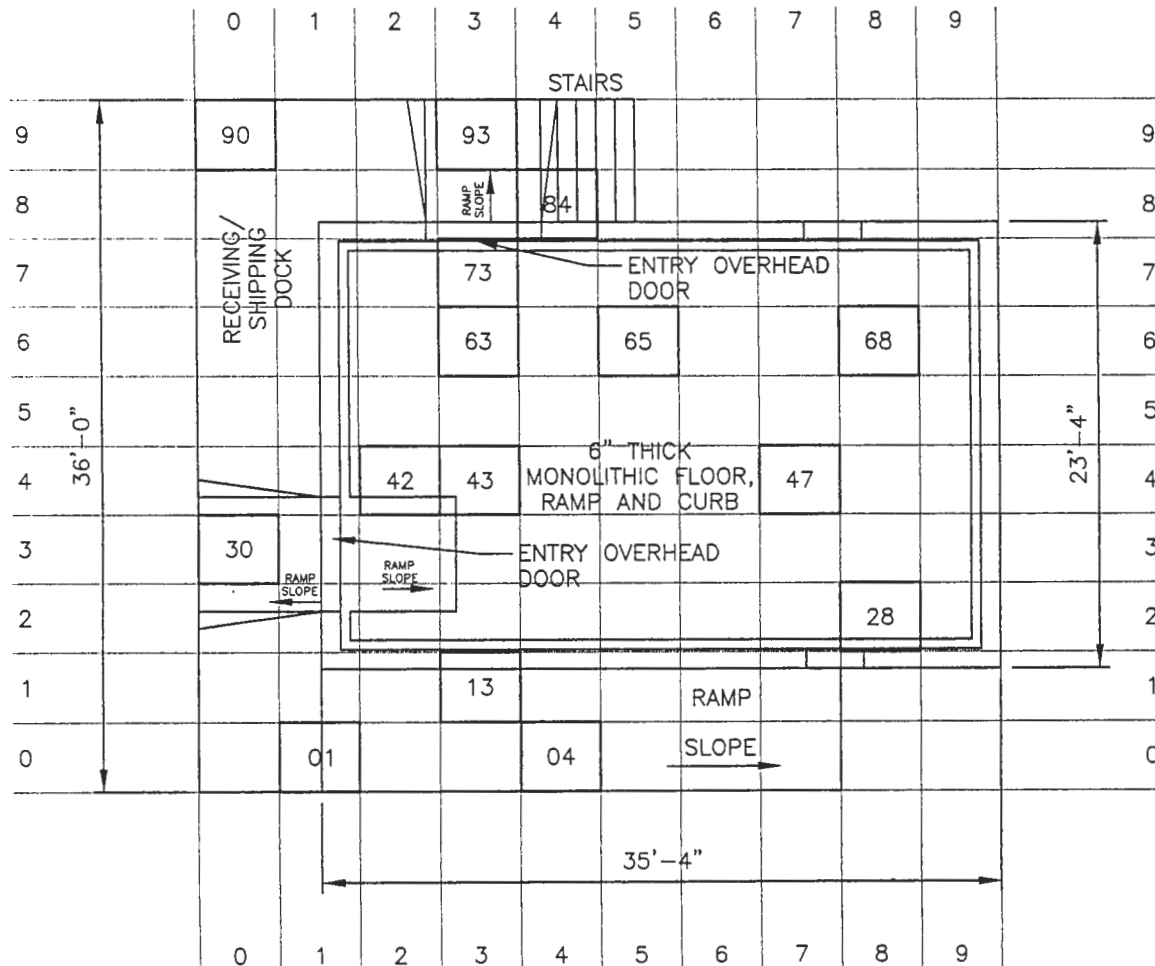 0 1 2 3 4 5 6 7 8 9
STAIRS
9 90 93 9
8 RAMP SLOPE 84 8
RECEIVING/
SHIPPING
DOCK
7 73 7
ENTRY OVERHEAD
DOOR
6 63 65 68 6
5 5
36'-0"
23'-4"
6" THICK
MONOLITHIC FLOOR,
RAMP AND CURB
4 42 43 47 4
3 30 3
ENTRY OVERHEAD
DOOR
RAMP
SLOPE
RAMP
SLOPE
2 28 2
1 13 RAMP 1
0 01 04 SLOPE 0
35'-4"
0 1 2 3 4 5 6 7 8 9